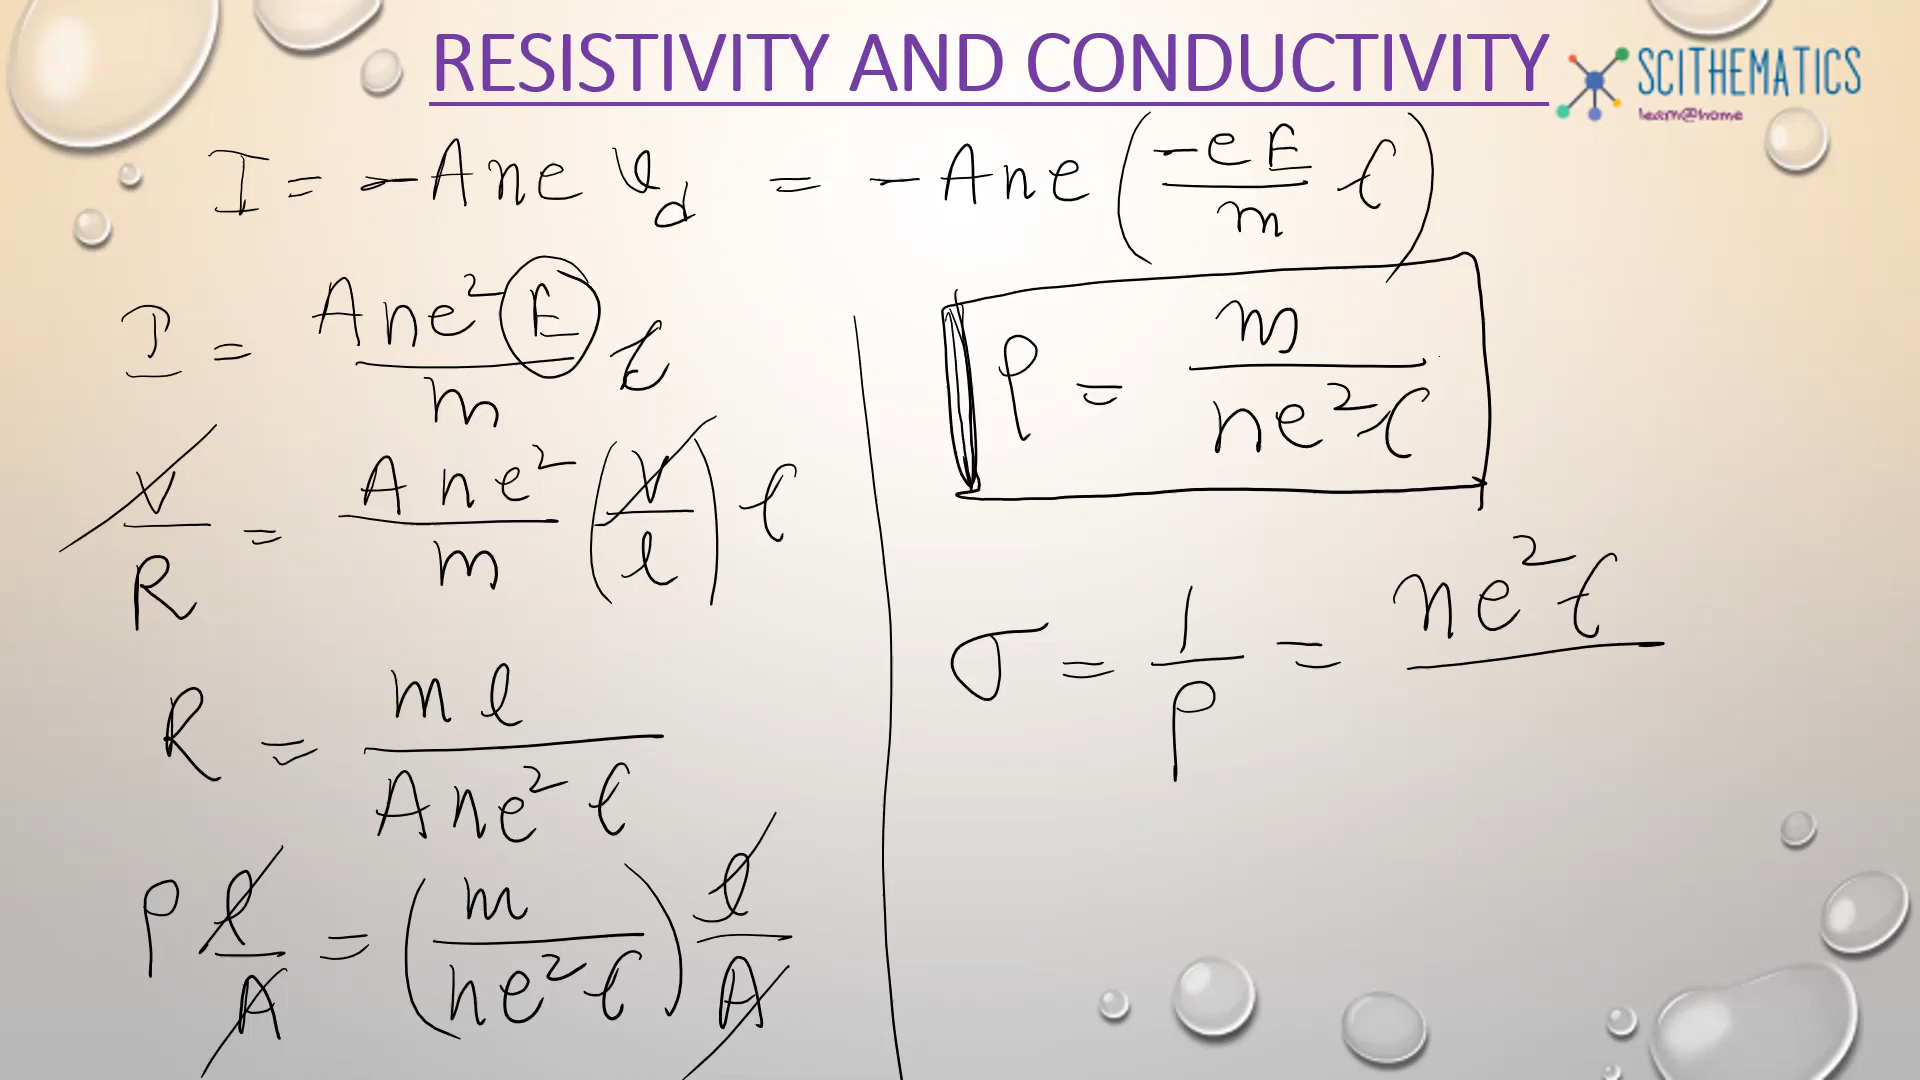 RESISTIVITY AND CONDUCTIVITY
SCITHEMATICS
learn@home
I = -Ane v_d = -Ane (-eE/m τ)
I = Ane²E/m τ
V/R = Ane²/m (V/l) τ
R = ml/Ane²τ
ρ l/A = (m/ne²τ) l/A
ρ = m/ne²τ
σ = 1/ρ = ne²τ